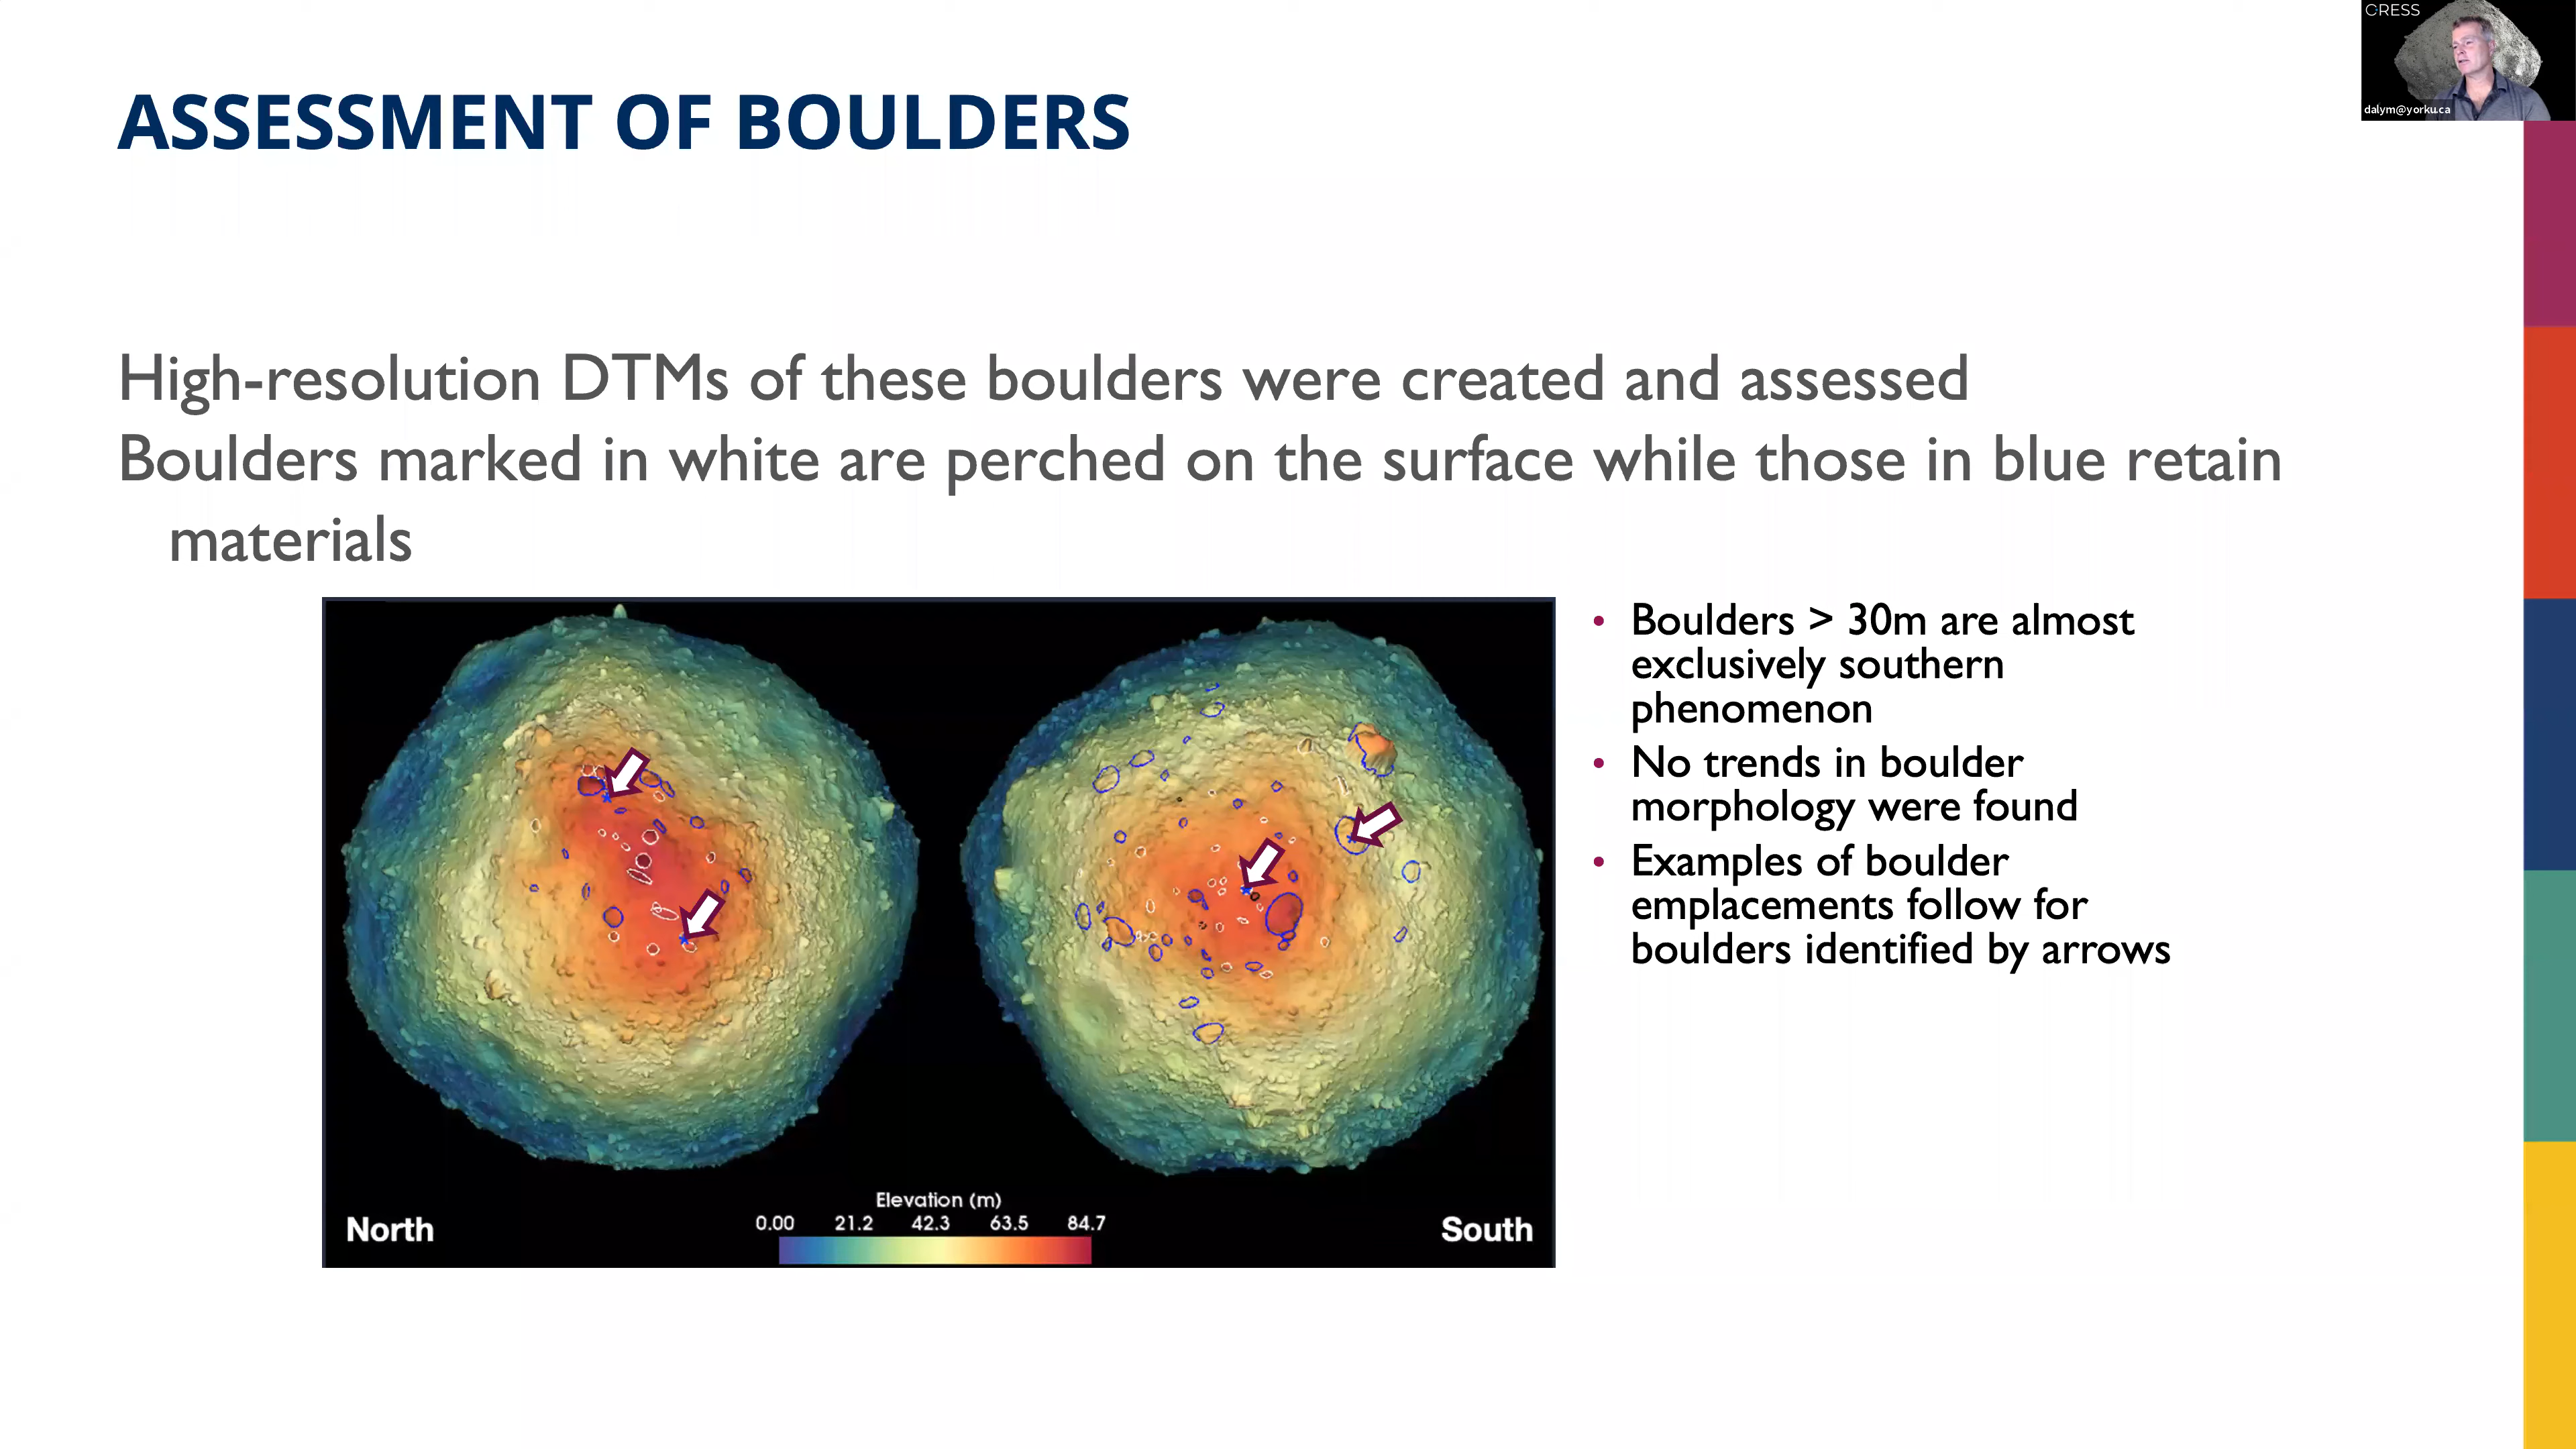 CRESS
dalym@yorku.ca
ASSESSMENT OF BOULDERS
High-resolution DTMs of these boulders were created and assessed
Boulders marked in white are perched on the surface while those in blue retain
materials
• Boulders > 30m are almost
exclusively southern
phenomenon
• No trends in boulder
morphology were found
• Examples of boulder
emplacements follow for
boulders identified by arrows
Elevation (m)
0.00 21.2 42.3 63.5 84.7
North
South